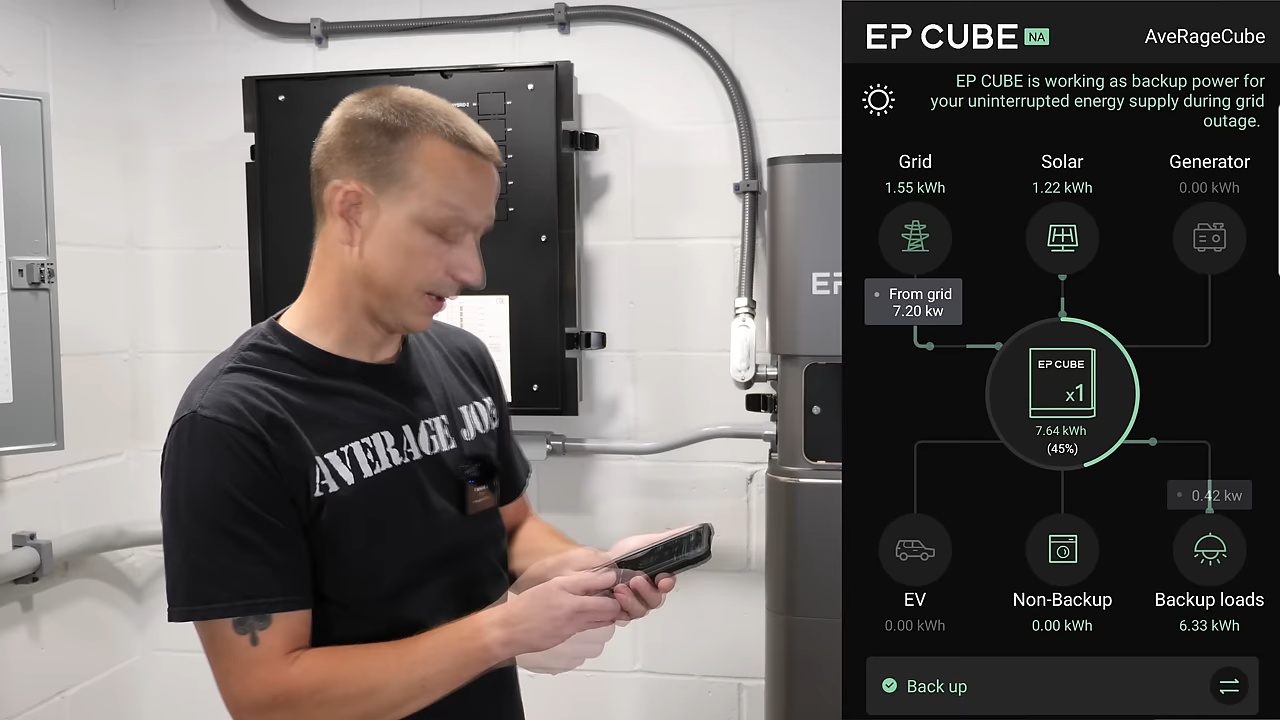 AVERAGE JOE
EP
EP CUBE NA
AveRageCube
EP CUBE is working as backup power for
your uninterrupted energy supply during grid
outage.
Grid
Solar
Generator
1.55 kWh
1.22 kWh
0.00 kWh
From grid
7.20 kw
EP CUBE
x1
7.64 kWh
(45%)
0.42 kw
EV
Non-Backup
Backup loads
0.00 kWh
0.00 kWh
6.33 kWh
Back up